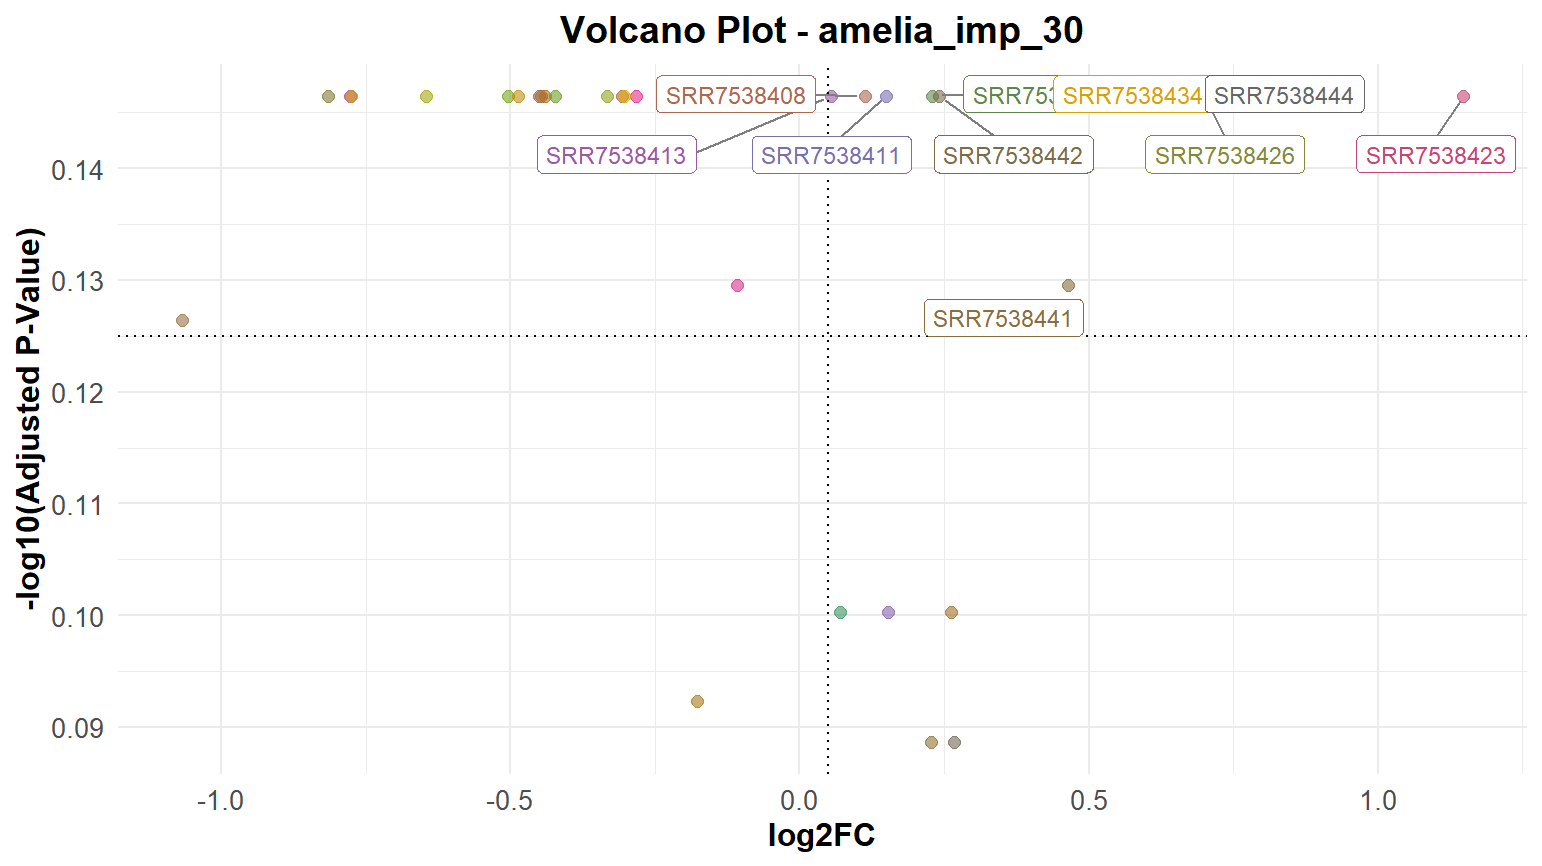 Volcano Plot - amelia_imp_30
SRR7538408
SRR7538434
SRR7538444
SRR7538413
SRR7538411
SRR7538442
SRR7538426
SRR7538423
SRR7538441
-log10(Adjusted P-Value)
0.14
0.13
0.12
0.11
0.10
0.09
-1.0
-0.5
0.0
0.5
1.0
log2FC